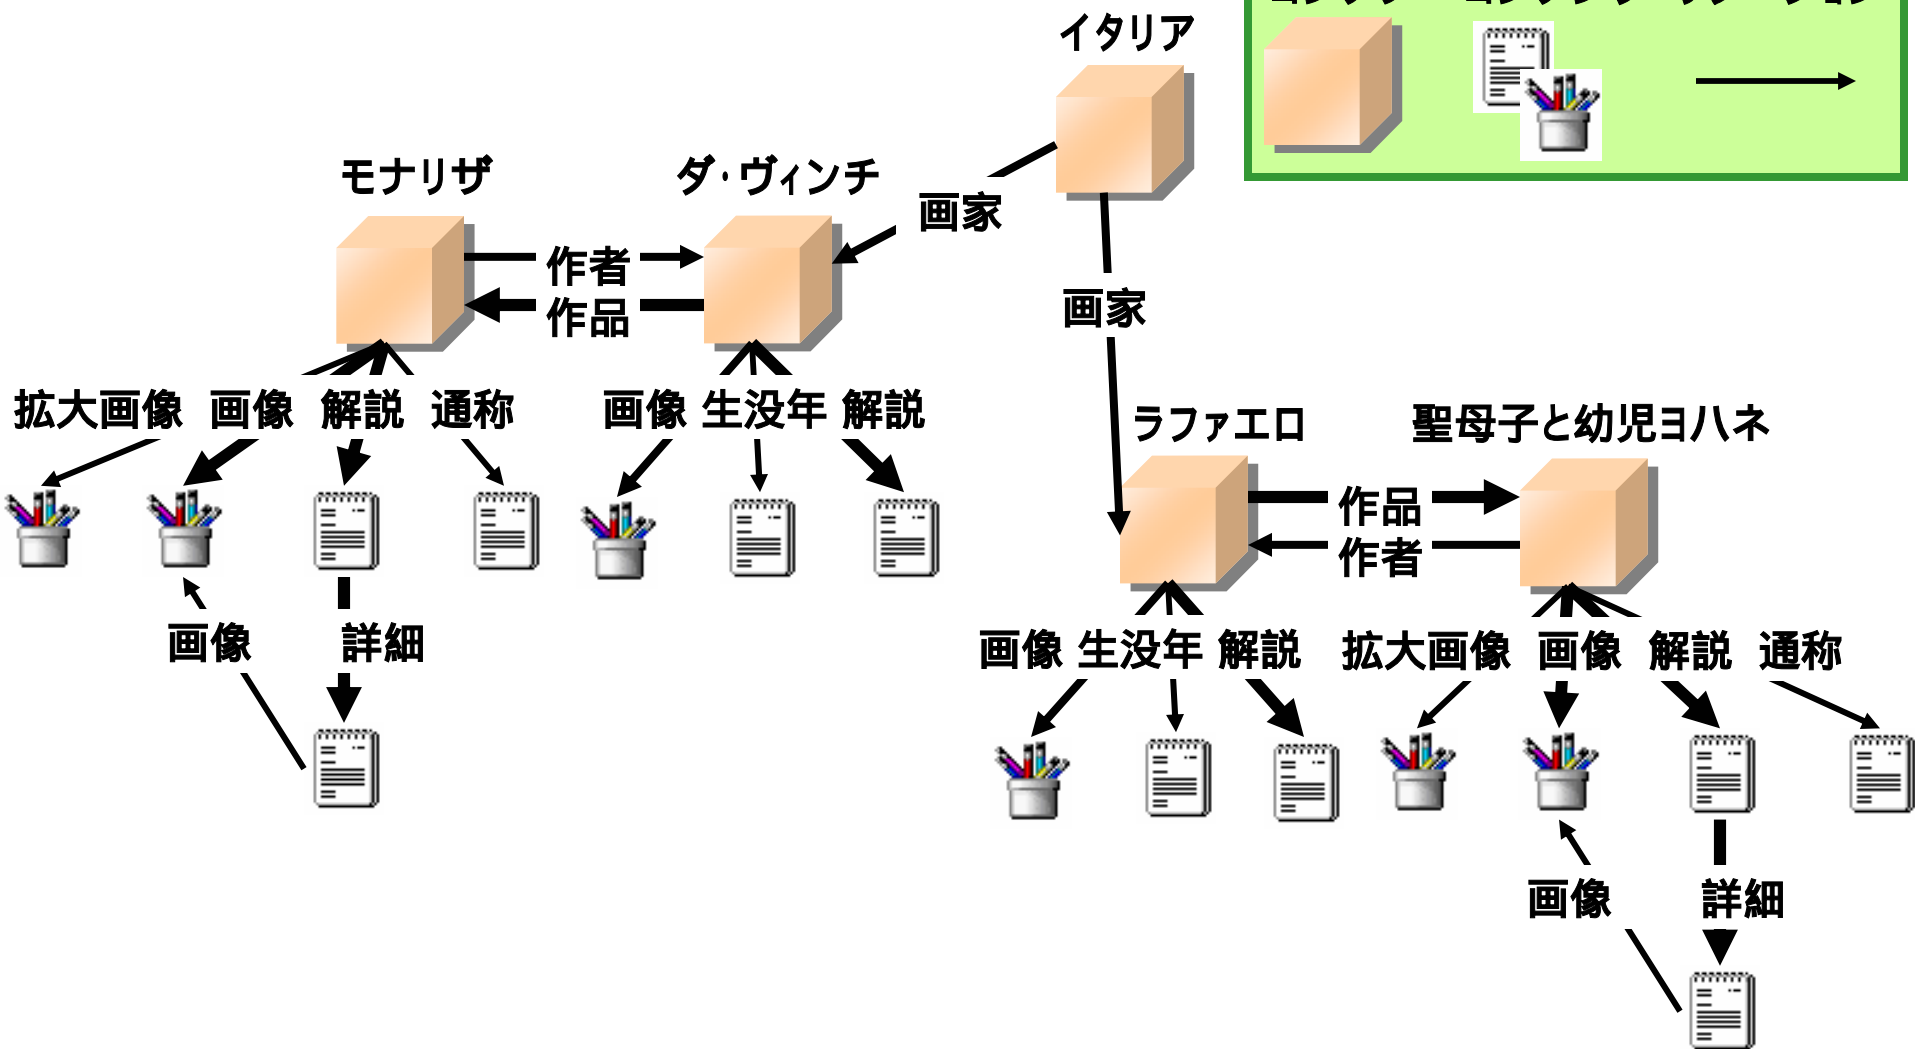 イタリア
モナリザ
ダ・ヴィンチ
画家
作者
作品
画家
拡大画像 画像 解説 通称
画像 生没年 解説
ラファエロ
聖母子と幼児ヨハネ
作品
作者
画像 詳細
画像 生没年 解説
拡大画像 画像 解説 通称
画像 詳細